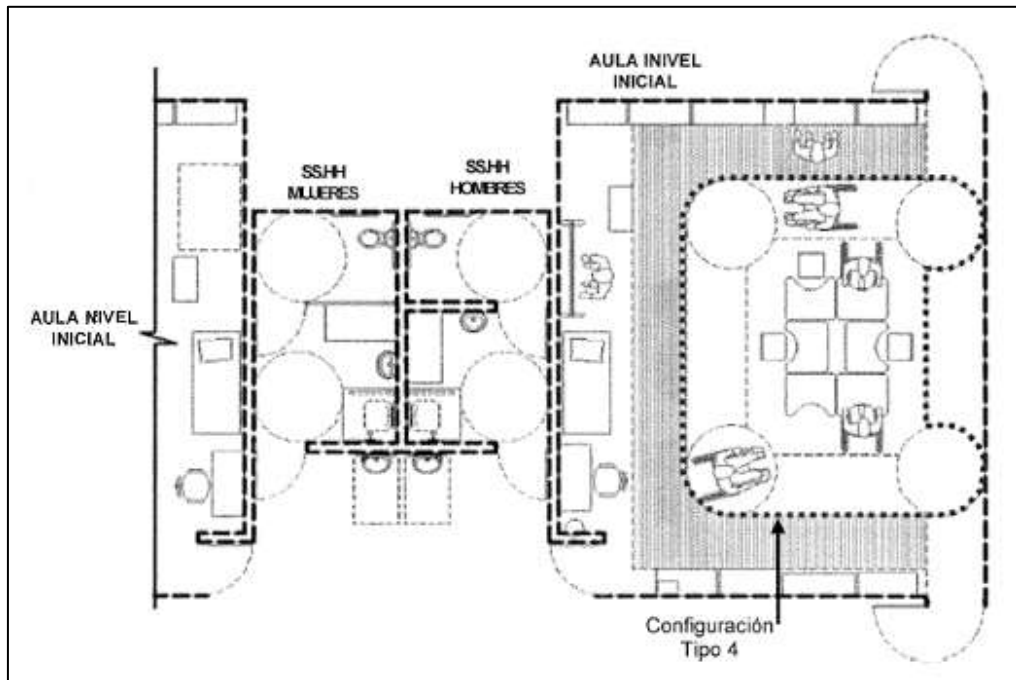 AULA INIVEL
INICIAL
SS.HH
MUJERES
SS.HH
HOMBRES
AULA NIVEL
INICIAL
Configuración
Tipo 4